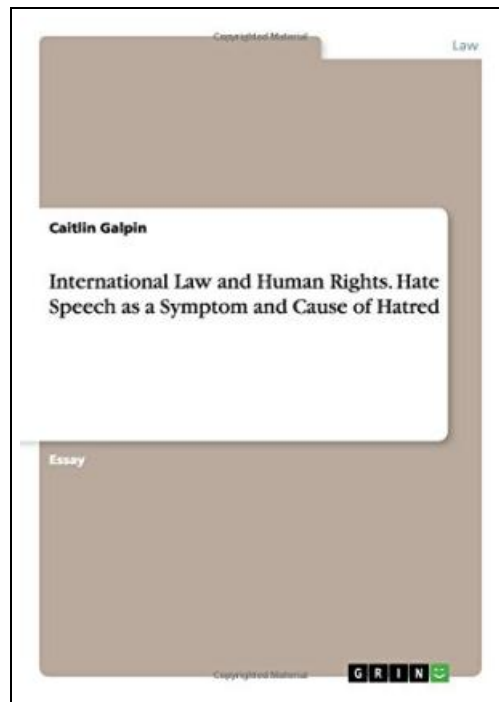 Copyrighted Material
Law
Caitlin Galpin
International Law and Human Rights. Hate
Speech as a Symptom and Cause of Hatred
Essay
Copyrighted Material
GRIN